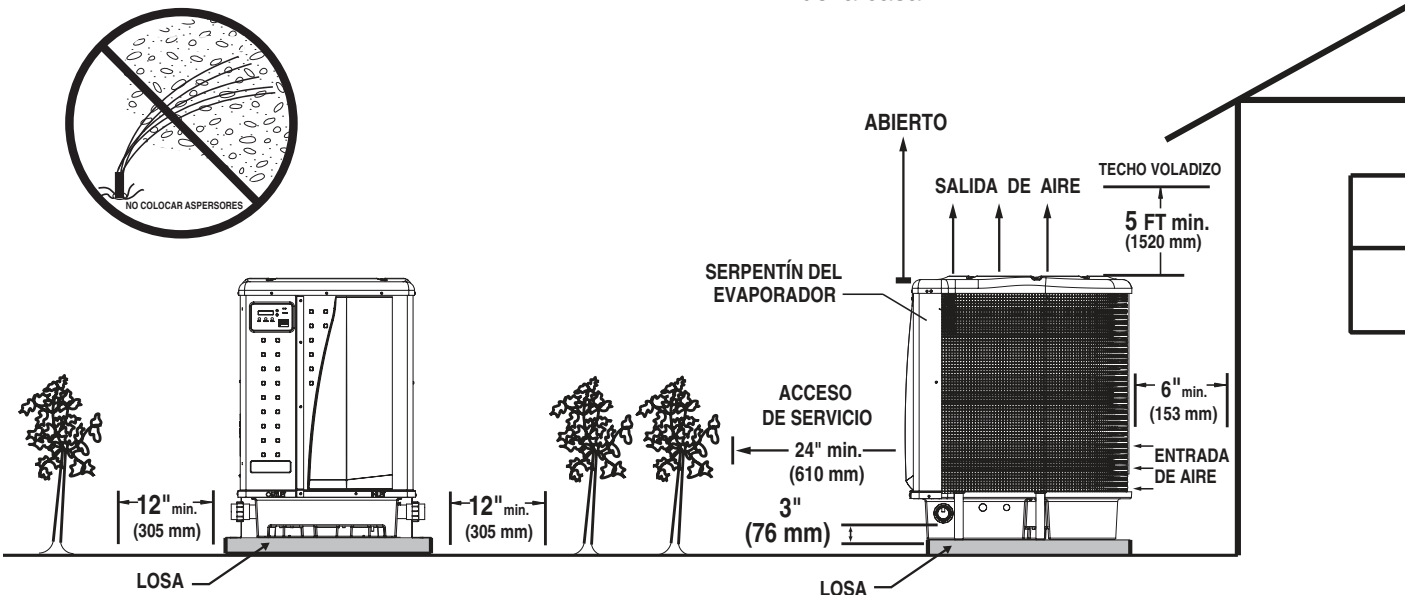 NO COLOCAR ASPERSORES
ABIERTO
SALIDA DE AIRE
TECHO VOLADIZO
5 FT min.
(1520 mm)
SERPENTÍN DEL
EVAPORADOR
ACCESO
DE SERVICIO
24" min.
(610 mm)
6" min.
(153 mm)
ENTRADA
DE AIRE
3"
(76 mm)
12" min.
(305 mm)
12" min.
(305 mm)
OUTLET
INLET
LOSA
LOSA